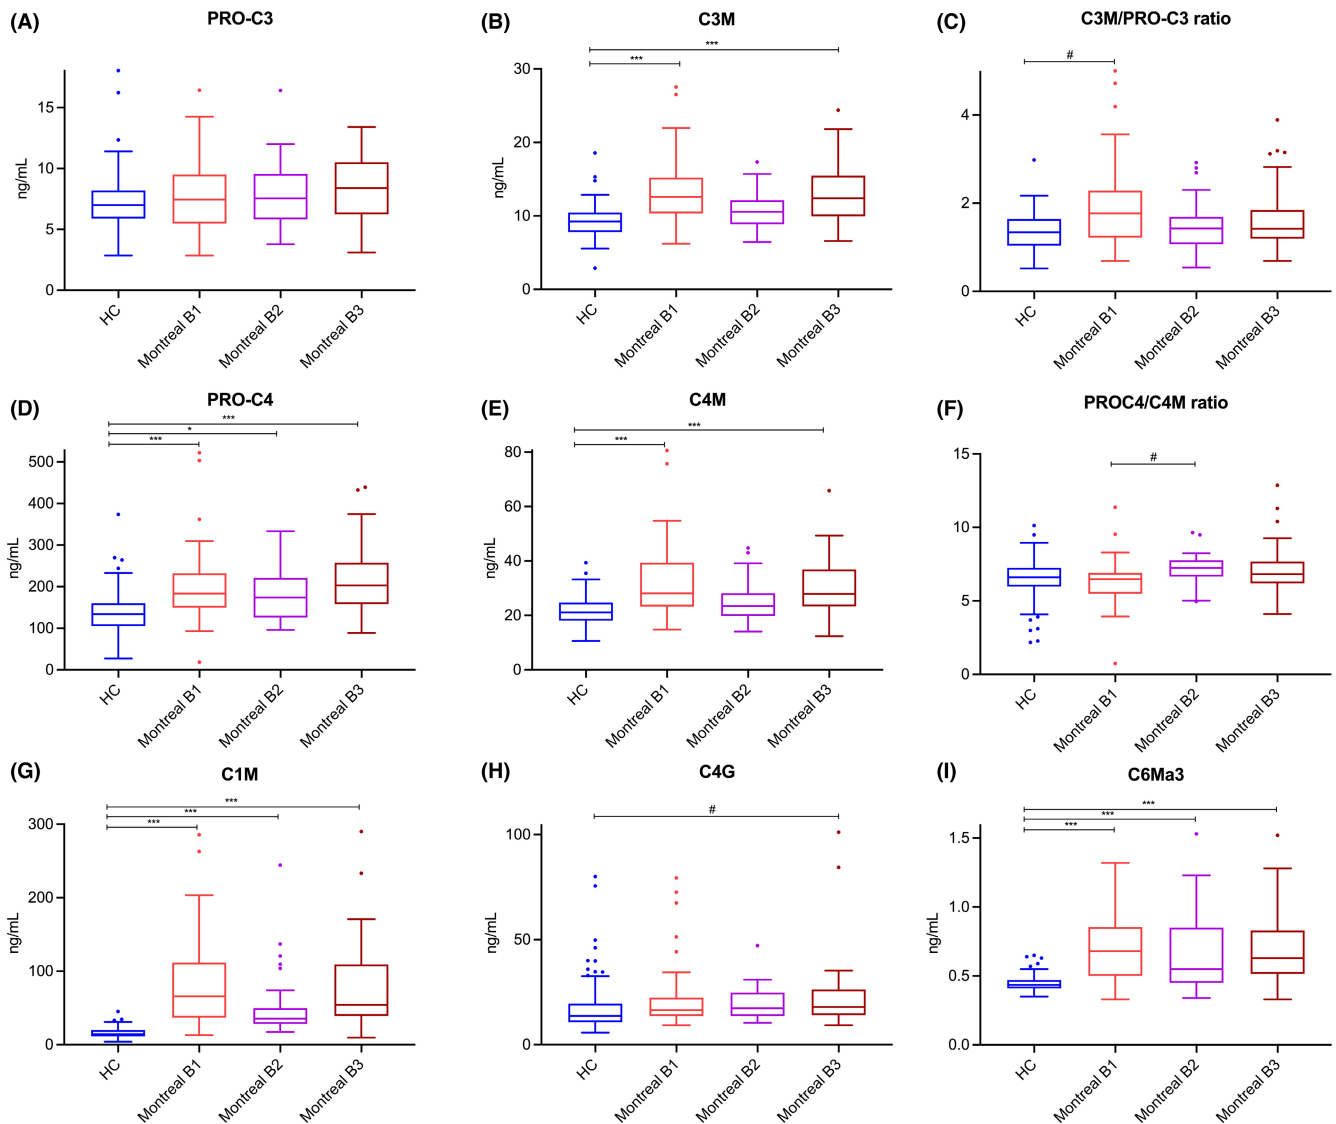 (A) PRO-C3
ng/mL
15
10
5
0
HC Montreal B1 Montreal B2 Montreal B3
(B) C3M
***
***
ng/mL
30
20
10
0
HC Montreal B1 Montreal B2 Montreal B3
(C) C3M/PRO-C3 ratio
#
4
2
0
HC Montreal B1 Montreal B2 Montreal B3
(D) PRO-C4
***
*
***
ng/mL
500
400
300
200
100
0
HC Montreal B1 Montreal B2 Montreal B3
(E) C4M
***
***
ng/mL
80
60
40
20
0
HC Montreal B1 Montreal B2 Montreal B3
(F) PROC4/C4M ratio
#
15
10
5
0
HC Montreal B1 Montreal B2 Montreal B3
(G) C1M
***
***
***
ng/mL
300
200
100
0
HC Montreal B1 Montreal B2 Montreal B3
(H) C4G
#
ng/mL
100
50
0
HC Montreal B1 Montreal B2 Montreal B3
(I) C6Ma3
***
***
***
ng/mL
1.5
1.0
0.5
0.0
HC Montreal B1 Montreal B2 Montreal B3